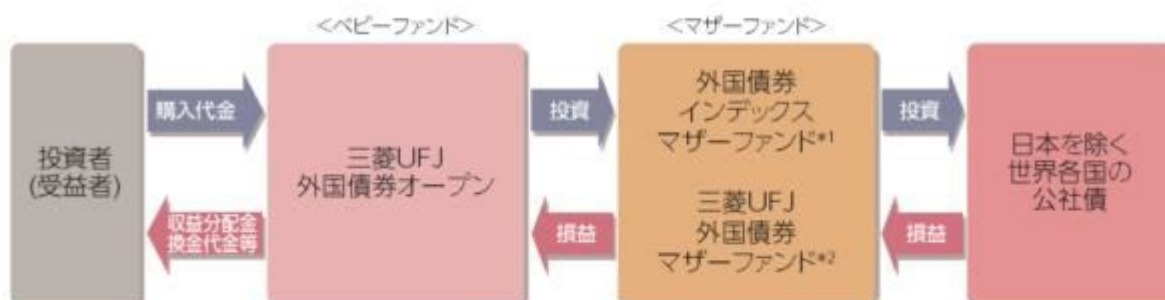 <ベビーファンド>
<マザーファンド>
投資者
(受益者)
購入代金
収益分配金
換金代金等
三菱UFJ
外国債券オープン
投資
損益
外国債券
インデックス
マザーファンド*1
三菱UFJ
外国債券
マザーファンド*2
投資
損益
日本を除く
世界各国の
公社債